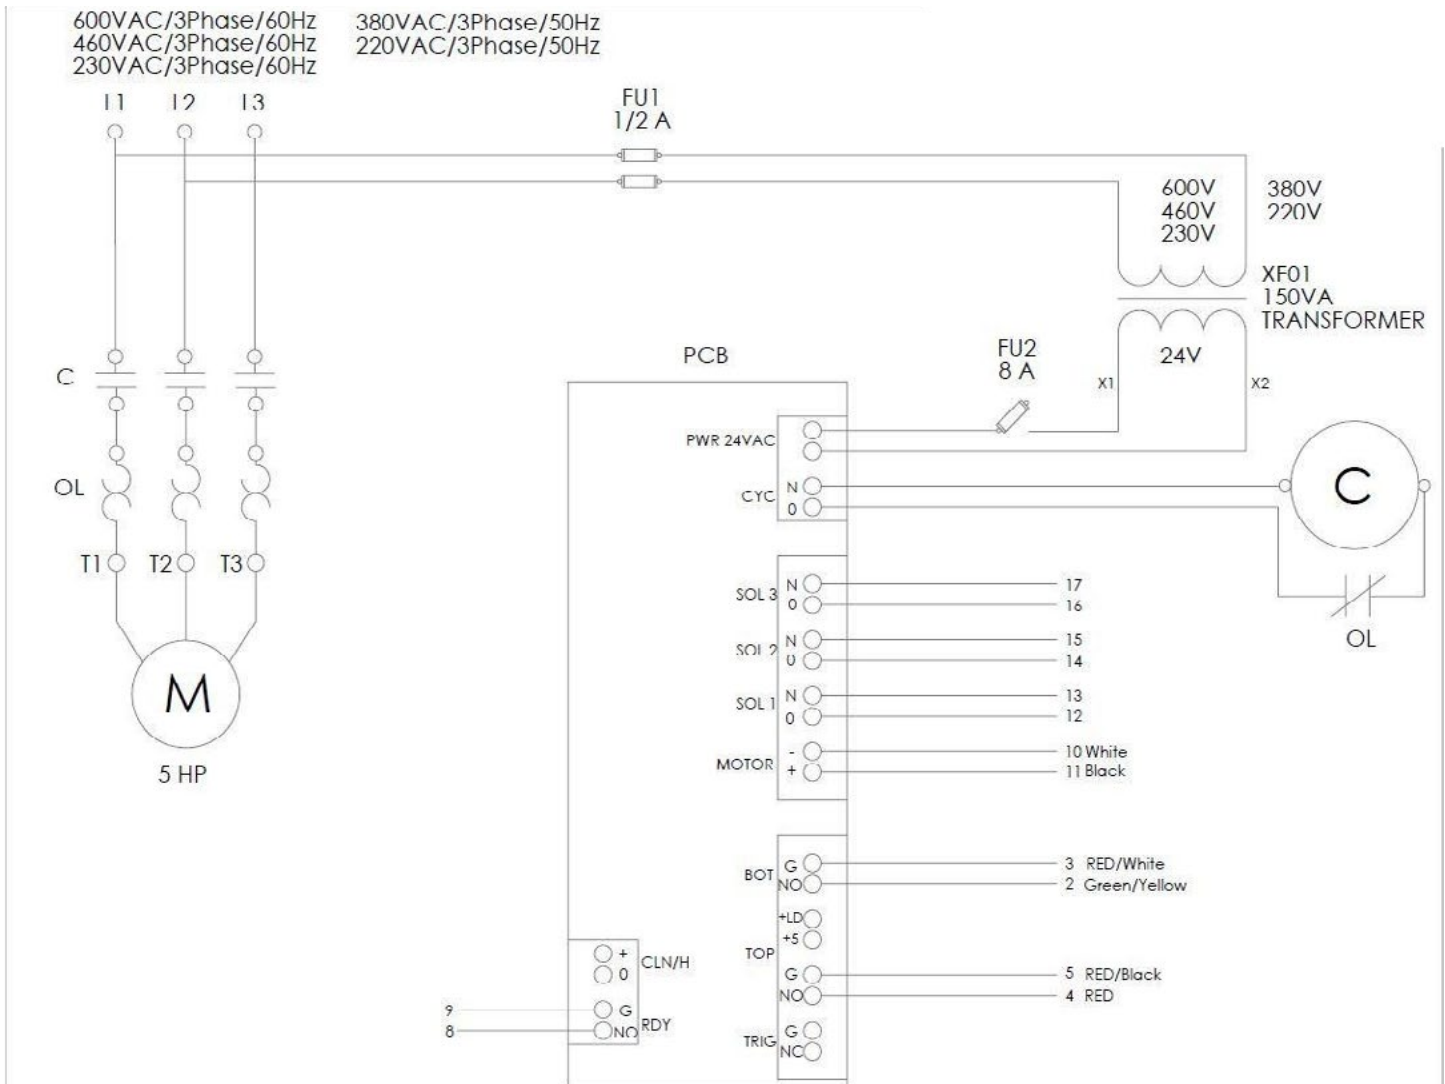 600VAC/3Phase/60Hz
460VAC/3Phase/60Hz
230VAC/3Phase/60Hz
380VAC/3Phase/50Hz
220VAC/3Phase/50Hz
L1 L2 L3
FU1
1/2 A
600V
460V
230V
380V
220V
XF01
150VA
TRANSFORMER
24V
X1
X2
FU2
8 A
PCB
C
OL
T1 T2 T3
M
5 HP
PWR 24VAC
CYC
N
0
C
OL
SOL 3
N 17
0 16
SOL 2
N 15
0 14
SOL 1
N 13
0 12
MOTOR
- 10 White
+ 11 Black
BOT
G 3 RED/White
NO 2 Green/Yellow
+LD
+5
TOP
G 5 RED/Black
NO 4 RED
TRIG
G
NC
+
0
CLN/H
9 G
8 NO
RDY